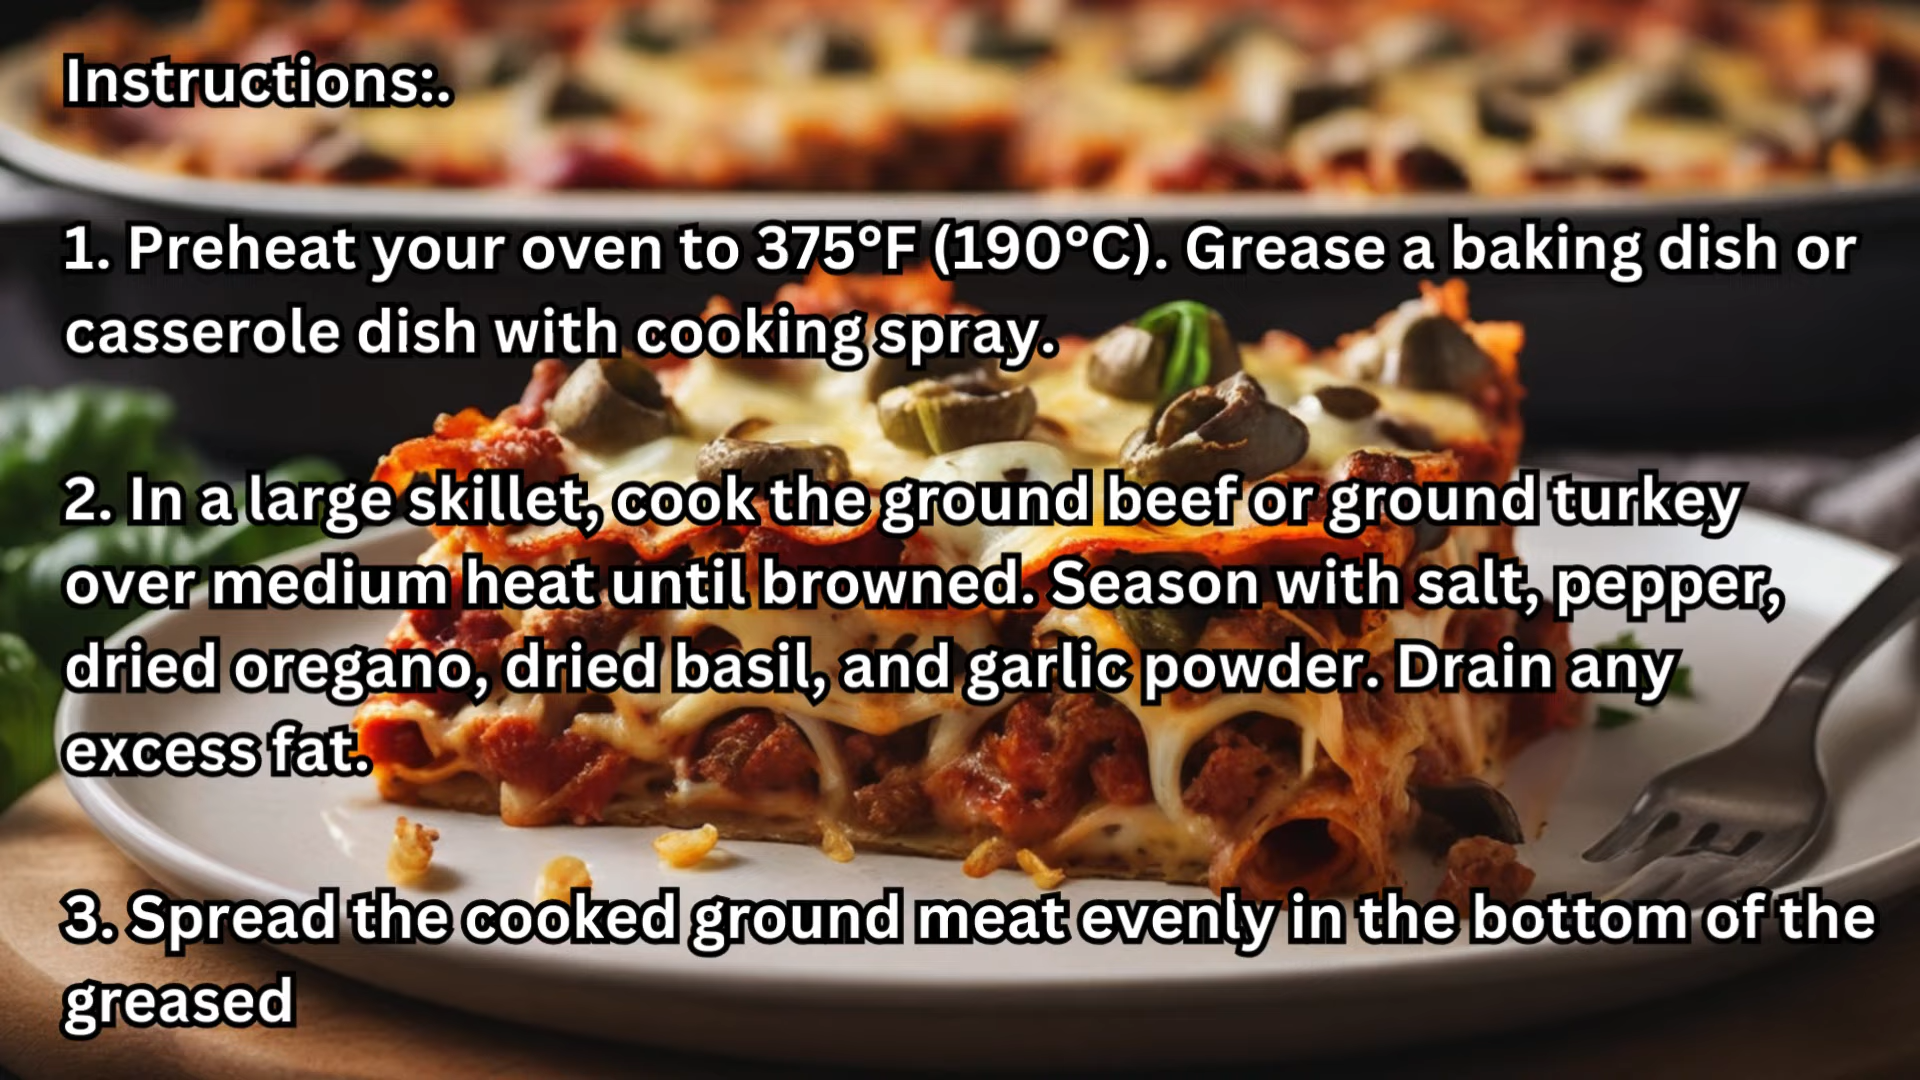 Instructions:.
1. Preheat your oven to 375°F (190°C). Grease a baking dish or
casserole dish with cooking spray.
2. In a large skillet, cook the ground beef or ground turkey
over medium heat until browned. Season with salt, pepper,
dried oregano, dried basil, and garlic powder. Drain any
excess fat.
3. Spread the cooked ground meat evenly in the bottom of the
greased